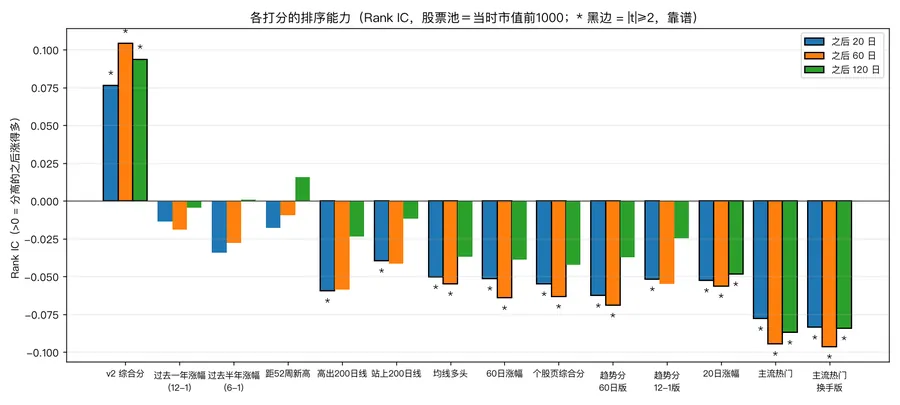 各打分的排序能力（Rank IC，股票池＝当时市值前1000；* 黑边 = |t|≥2，靠谱）
之后 20 日
之后 60 日
之后 120 日
Rank IC（>0 = 分高的之后涨得多）
0.100
0.075
0.050
0.025
0.000
−0.025
−0.050
−0.075
−0.100
* * *
* * * * * * * * * * * * * * * * * * * * *
v2 综合分
过去一年涨幅
(12-1)
过去半年涨幅
(6-1)
距52周新高
高出200日线
站上200日线
均线多头
60日涨幅
个股页综合分
趋势分
60日版
趋势分
12-1版
20日涨幅
主流热门
主流热门
换手版